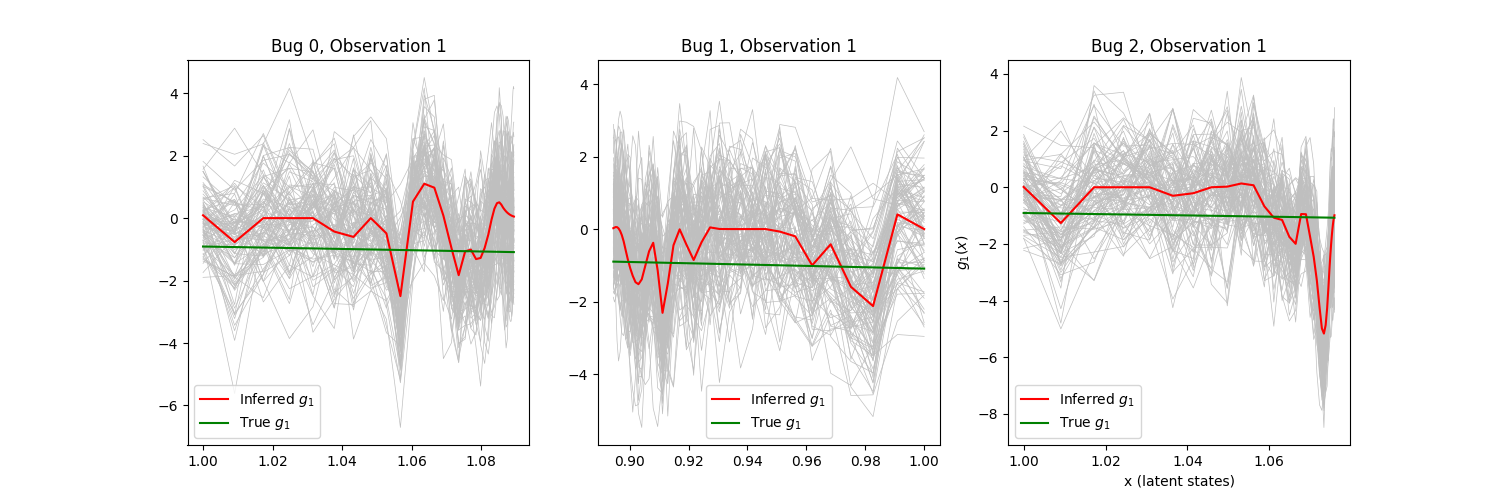 Bug 0, Observation 1
4
2
0
−2
−4
−6
1.00 1.02 1.04 1.06 1.08
Inferred g₁
True g₁
Bug 1, Observation 1
4
2
0
−2
−4
0.90 0.92 0.94 0.96 0.98 1.00
Inferred g₁
True g₁
Bug 2, Observation 1
g₁(x)
4
2
0
−2
−4
−6
−8
1.00 1.02 1.04 1.06
x (latent states)
Inferred g₁
True g₁